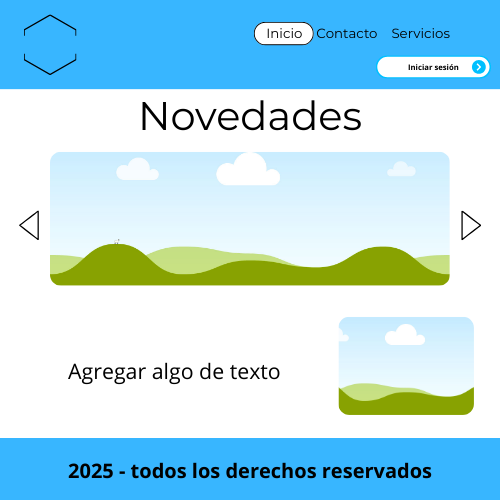 Inicio Contacto Servicios
Iniciar sesión
Novedades
Agregar algo de texto
2025 - todos los derechos reservados